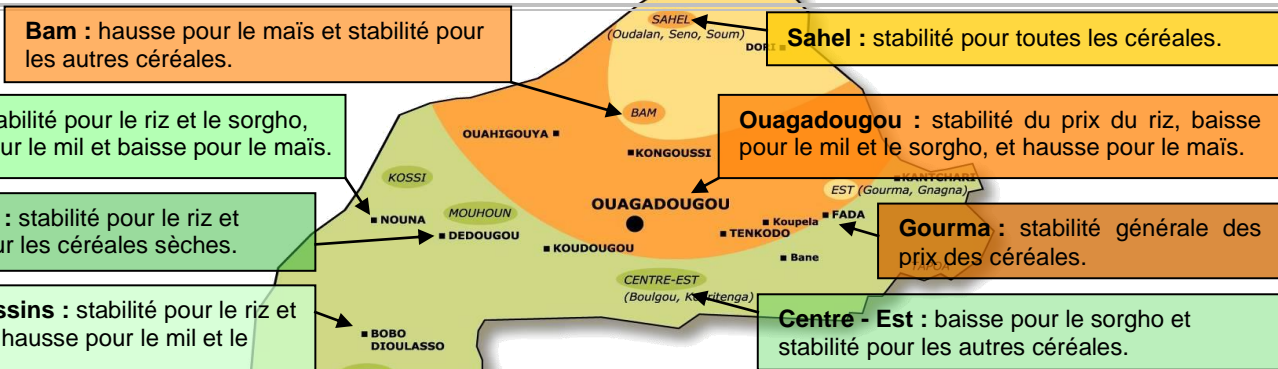 SAHEL
(Oudalan, Seno, Soum)
DORI
Bam : hausse pour le maïs et stabilité pour
les autres céréales.
Sahel : stabilité pour toutes les céréales.
BAM
pour le riz et le sorgho,
pour le mil et baisse pour le maïs.
Ouagadougou : stabilité du prix du riz, baisse
pour le mil et le sorgho, et hausse pour le maïs.
OUAHIGOUYA
KONGOUSSI
KOSSI
KANTCHARI
EST (Gourma, Gnagna)
OUAGADOUGOU
NOUNA
MOUHOUN
DEDOUGOU
KOUDOUGOU
Koupela
FADA
TENKODO
Bane
: stabilité pour le riz et
les céréales sèches.
Gourma : stabilité générale des
prix des céréales.
TAPOA
CENTRE-EST
(Boulgou, Kouritenga)
: stabilité pour le riz et
hausse pour le mil et le
BOBO
DIOULASSO
Centre - Est : baisse pour le sorgho et
stabilité pour les autres céréales.